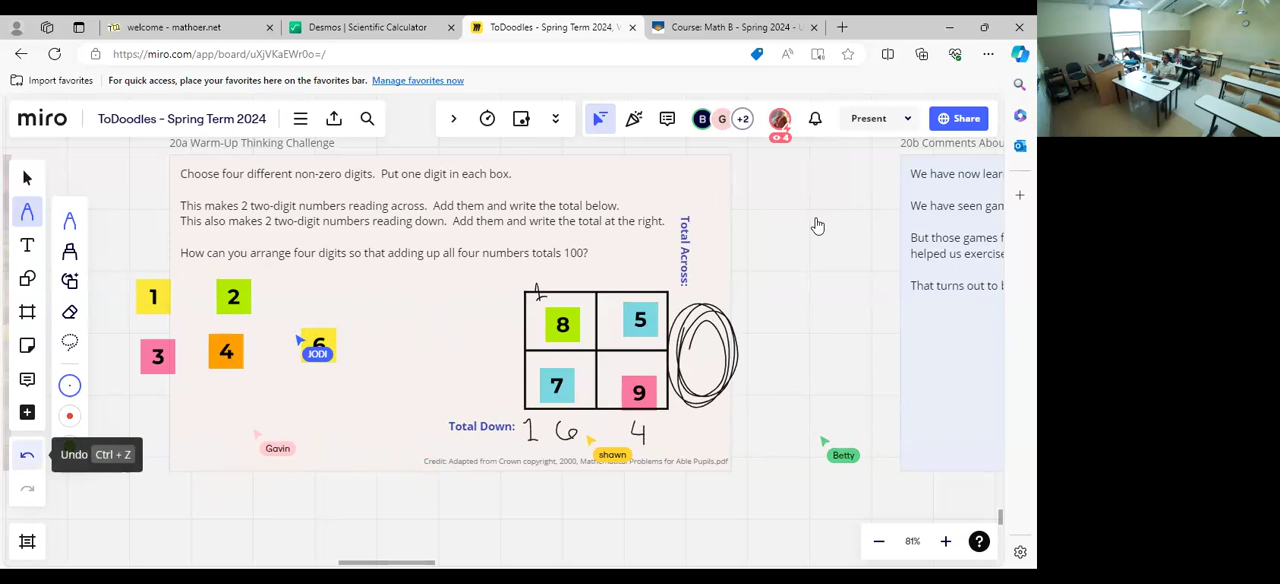 welcome - mathoer.net
Desmos | Scientific Calculator
ToDoodles - Spring Term 2024, V
Course: Math B - Spring 2024 - L
https://miro.com/app/board/uXjVKaEWr0o=/
Import favorites
For quick access, place your favorites here on the favorites bar. Manage favorites now
miro
ToDoodles - Spring Term 2024
B G +2
4
Present
Share
20a Warm-Up Thinking Challenge
20b Comments Abou
Choose four different non-zero digits. Put one digit in each box.
This makes 2 two-digit numbers reading across. Add them and write the total below.
This also makes 2 two-digit numbers reading down. Add them and write the total at the right.
How can you arrange four digits so that adding up all four numbers totals 100?
Total Across:
We have now lear
We have seen gam
But those games f
helped us exercise
That turns out to b
1 2
3 4 6
JODI
1
8 5
7 9
Total Down: 1 6 4
Gavin
shawn
Betty
Undo Ctrl + Z
Credit: Adapted from Crown copyright, 2000, Mathematical Problems for Able Pupils.pdf
81%